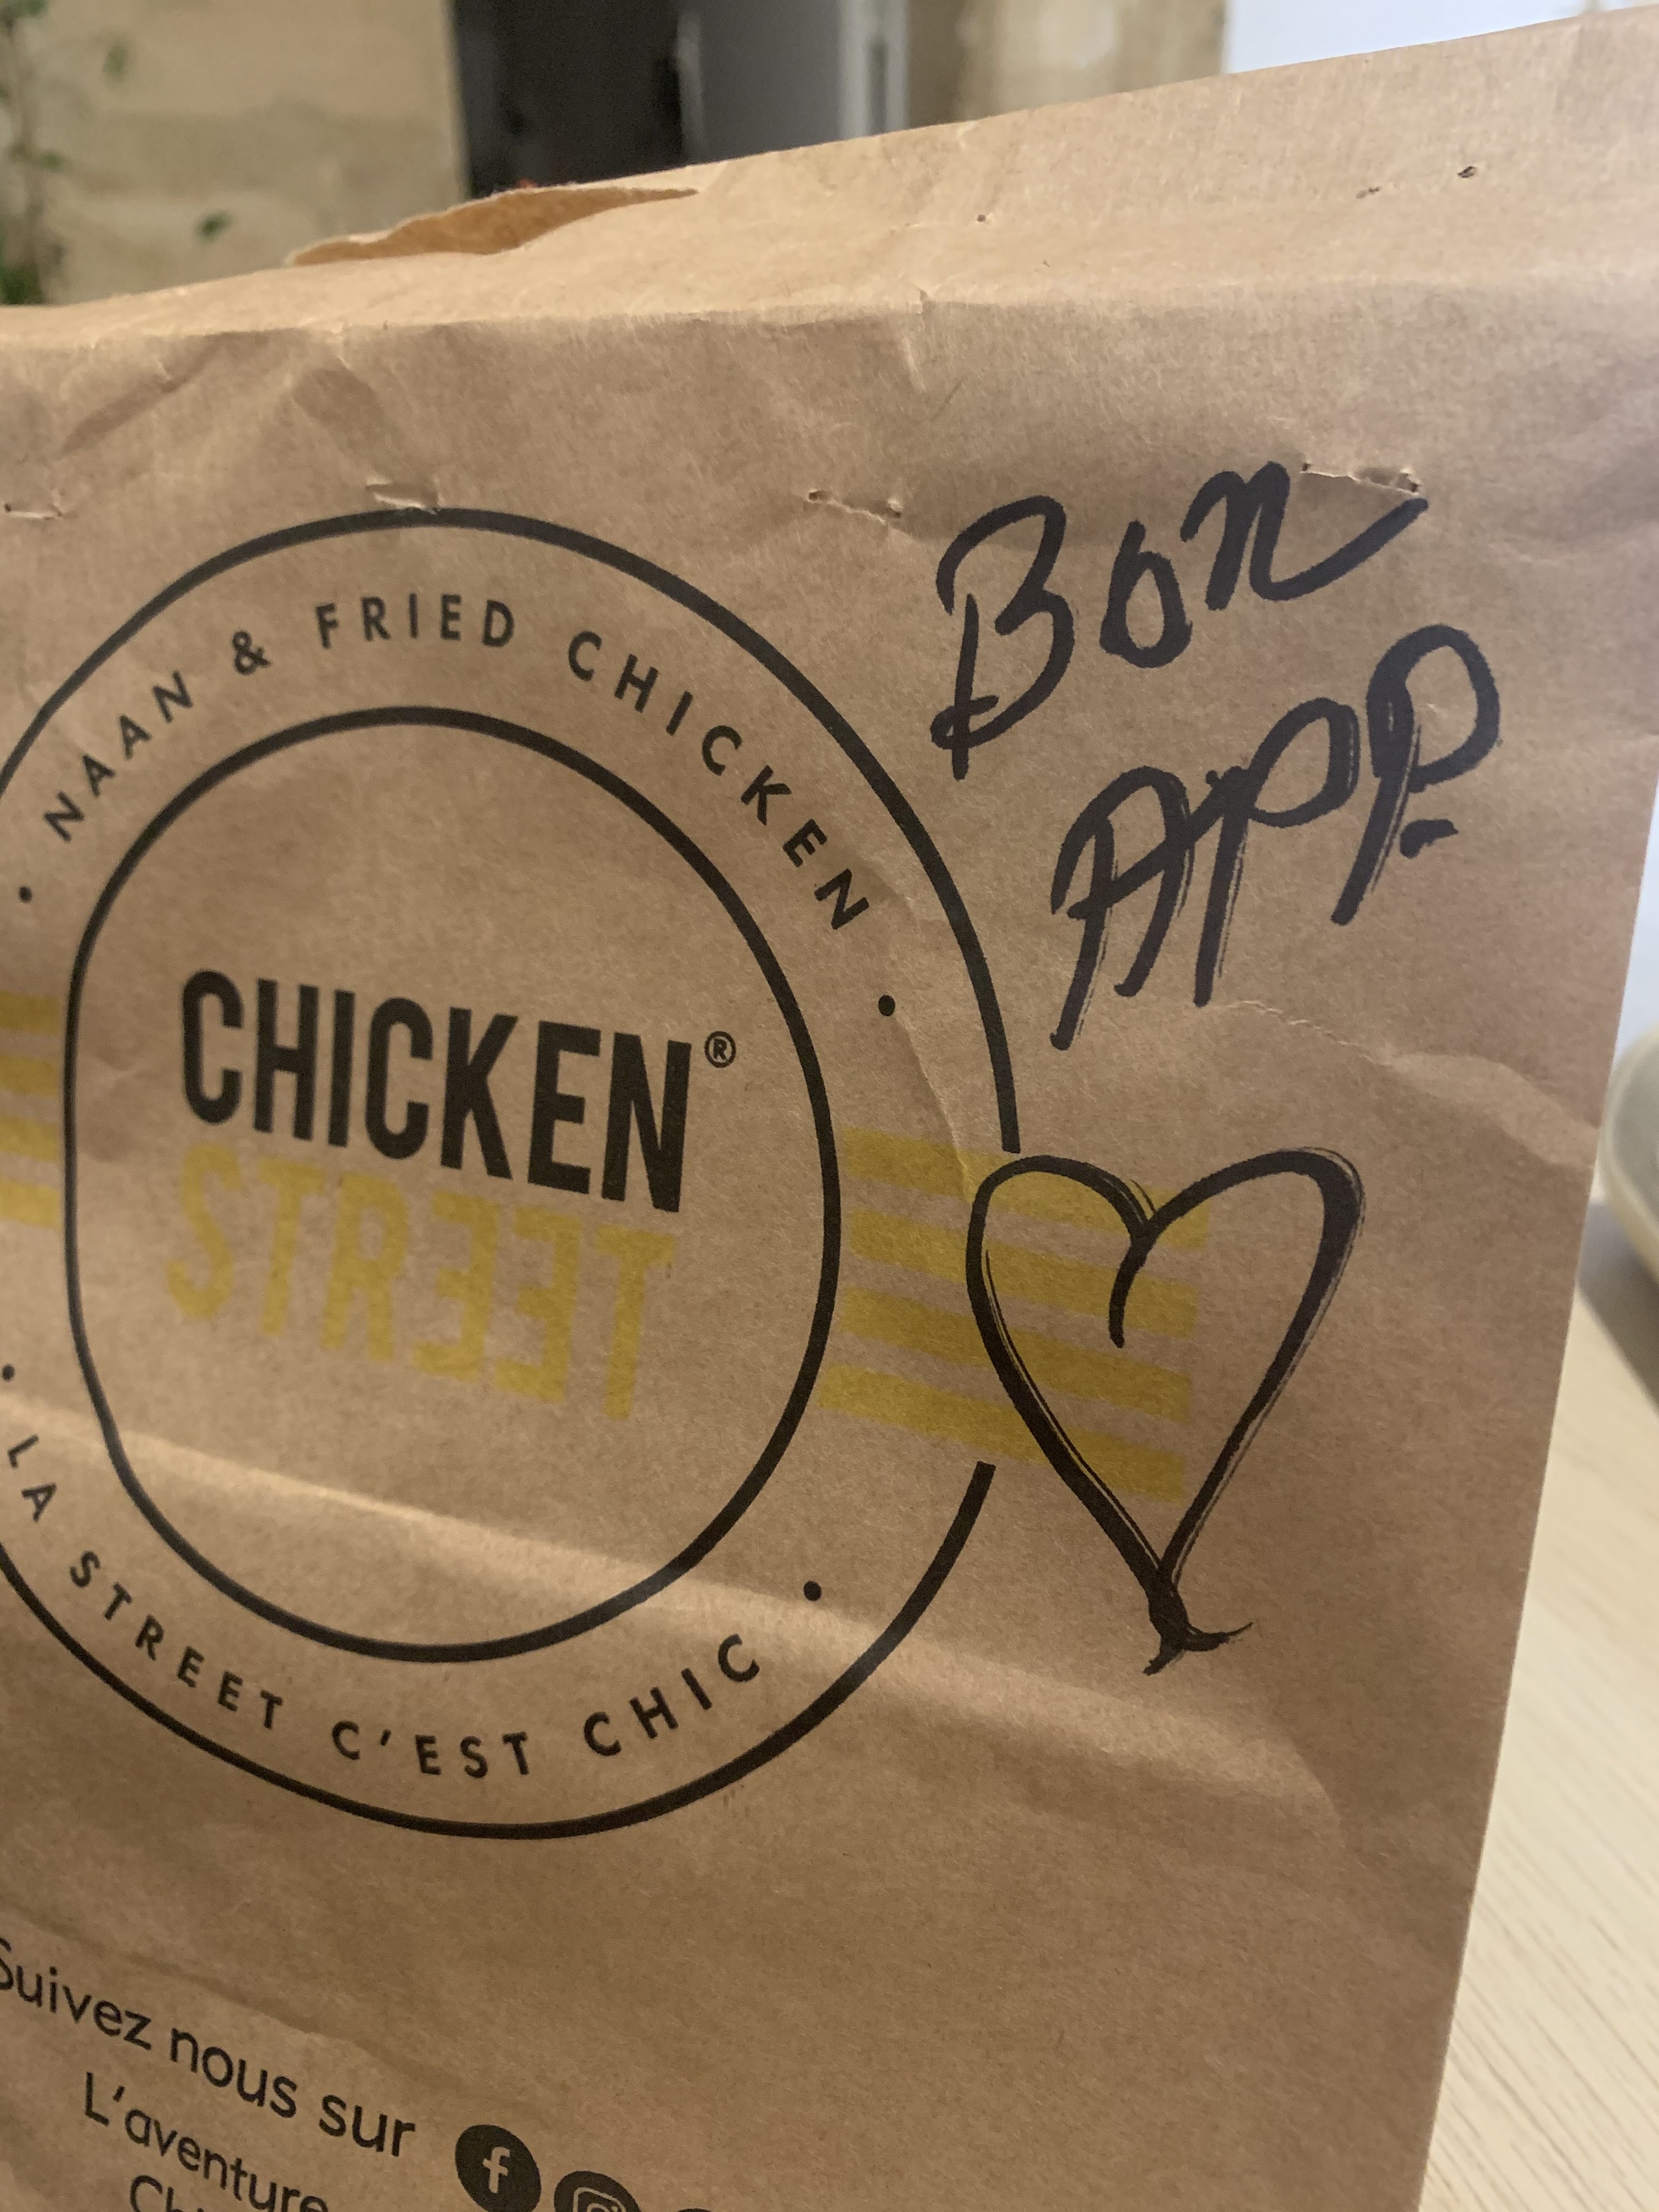 Bon
APP.
• NAAN & FRIED CHICKEN •
CHICKEN®
STREET
• LA STREET C'EST CHIC •
Suivez nous sur
L'aventure